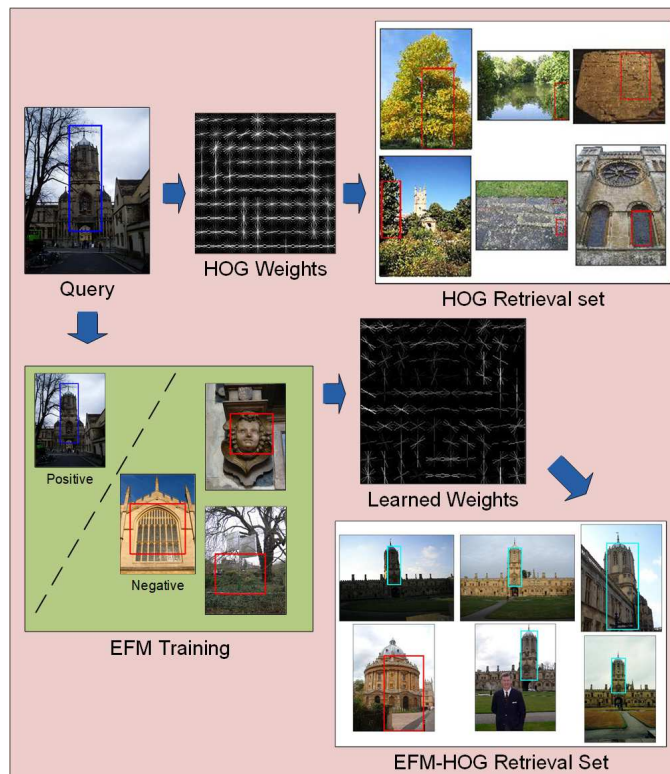 Query
HOG Weights
HOG Retrieval set
Positive
Negative
EFM Training
Learned Weights
EFM-HOG Retrieval Set